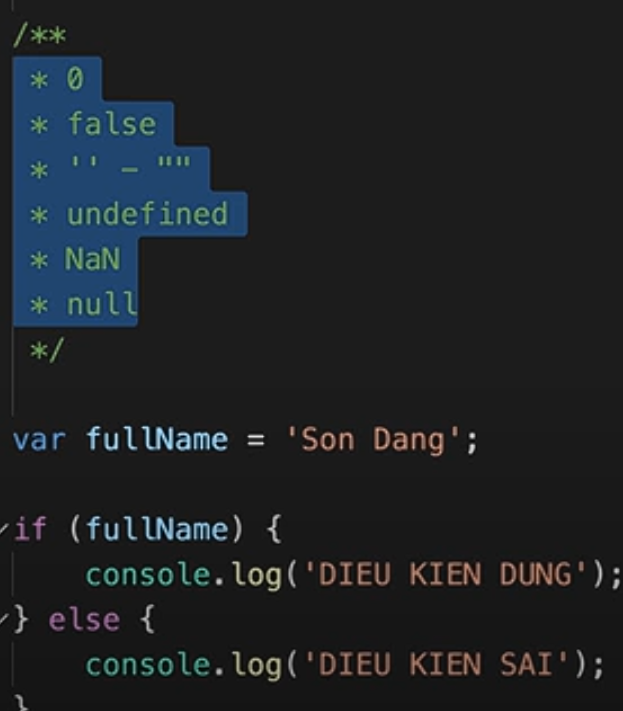 /**
 * 0
 * false
 * '' - ""
 * undefined
 * NaN
 * null
 */
var fullName = 'Son Dang';
if (fullName) {
    console.log('DIEU KIEN DUNG');
} else {
    console.log('DIEU KIEN SAI');
}